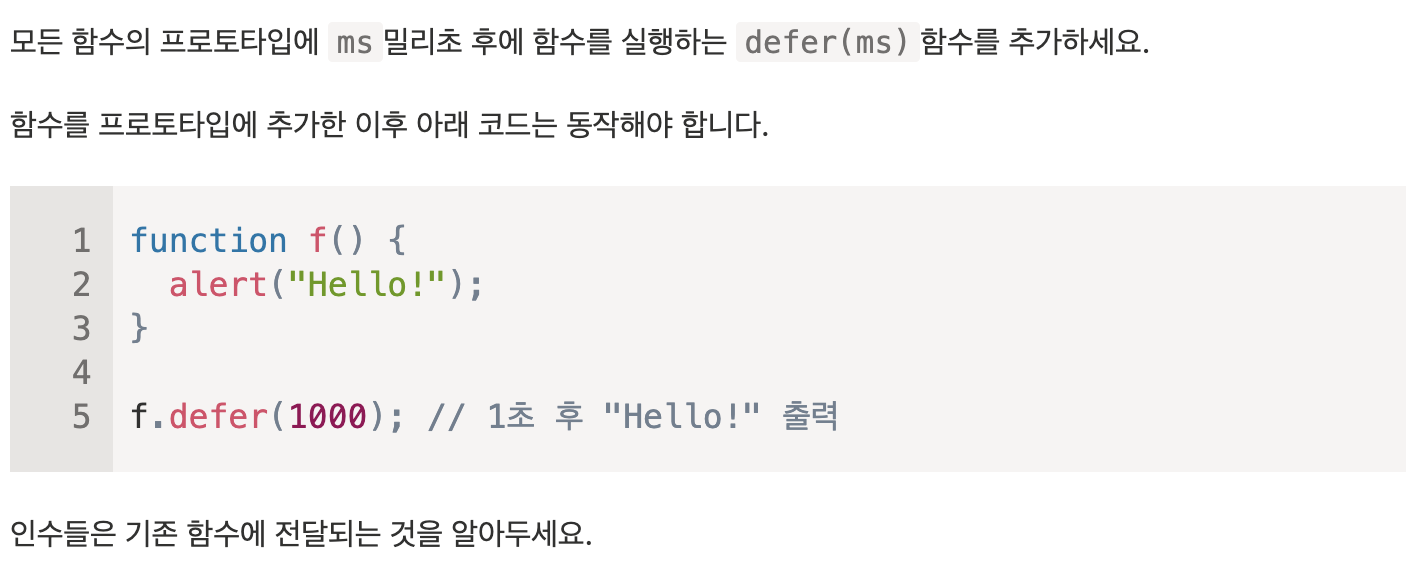 모든 함수의 프로토타입에 ms 밀리초 후에 함수를 실행하는 defer(ms) 함수를 추가하세요.
함수를 프로토타입에 추가한 이후 아래 코드는 동작해야 합니다.
1 function f() {
2   alert("Hello!");
3 }
4
5 f.defer(1000); // 1초 후 "Hello!" 출력
인수들은 기존 함수에 전달되는 것을 알아두세요.